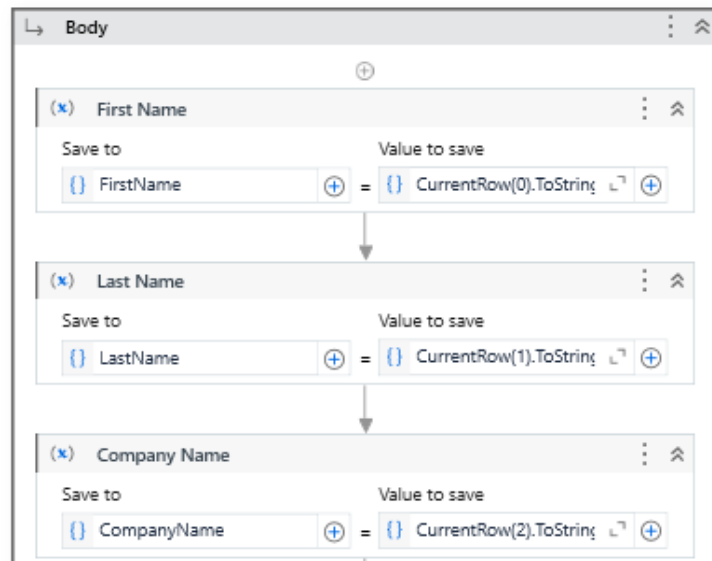 Body
(x) First Name
Save to Value to save
{} FirstName = {} CurrentRow(0).ToString
(x) Last Name
Save to Value to save
{} LastName = {} CurrentRow(1).ToString
(x) Company Name
Save to Value to save
{} CompanyName = {} CurrentRow(2).ToString